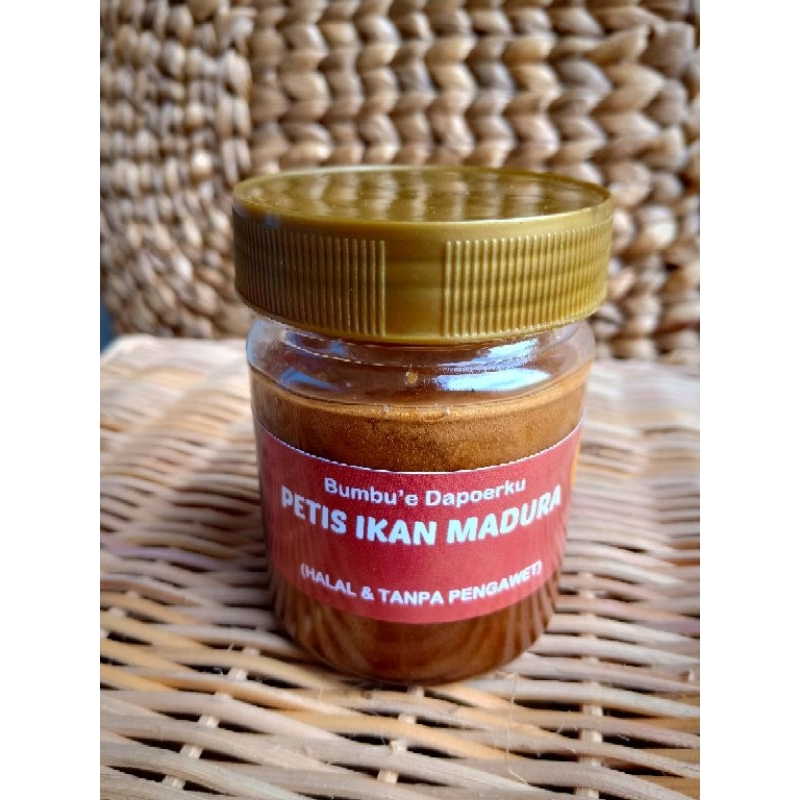 Bumbu'e Dapoerku
PETIS IKAN MADURA
(HALAL & TANPA PENGAWET)